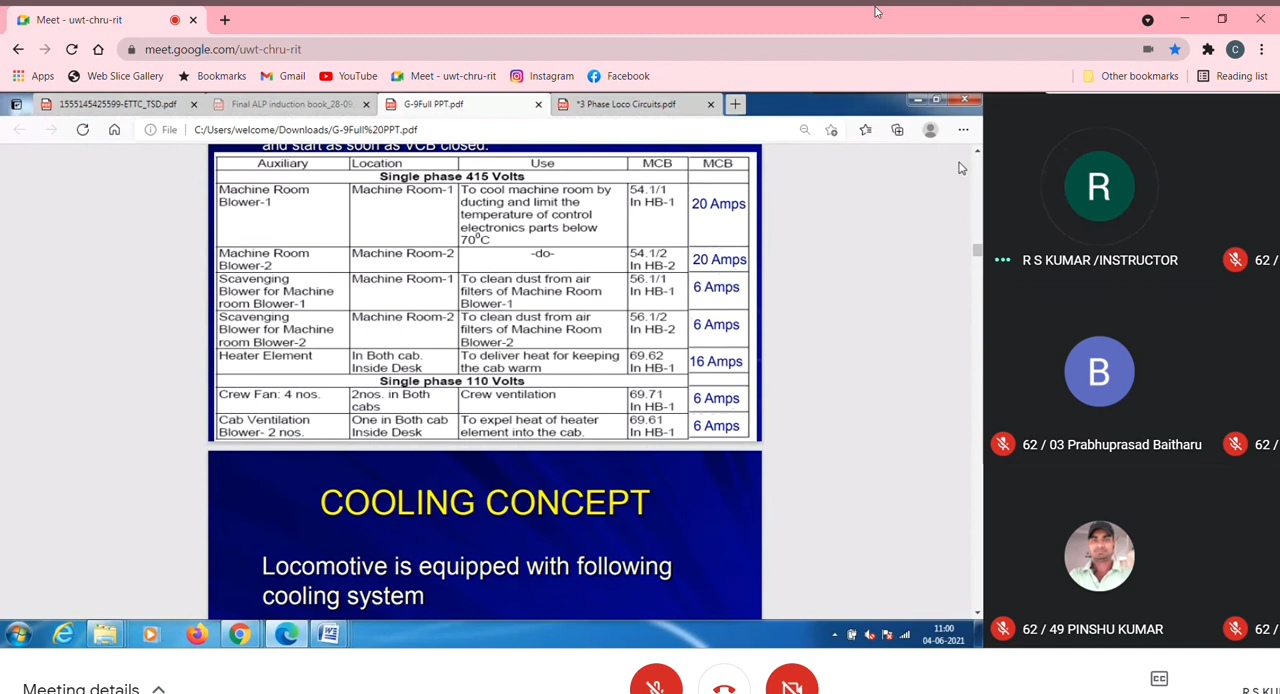 Meet - uwt-chru-rit
meet.google.com/uwt-chru-rit
C
Apps Web Slice Gallery Bookmarks Gmail YouTube Meet - uwt-chru-rit Instagram Facebook Other bookmarks Reading list
1555145425599-ETTC_TSD.pdf Final ALP induction book_28-09. G-9Full PPT.pdf *3 Phase Loco Circuits.pdf
File C:/Users/welcome/Downloads/G-9Full%20PPT.pdf
and start as soon as VCB closed.
Auxiliary Location Use MCB MCB
Single phase 415 Volts
Machine Room Machine Room-1 To cool machine room by 54.1/1
Blower-1 ducting and limit the In HB-1 20 Amps
temperature of control
electronics parts below
70⁰C
Machine Room Machine Room-2 -do- 54.1/2 20 Amps
Blower-2 In HB-2
Scavenging Machine Room-1 To clean dust from air 56.1/1 6 Amps
Blower for Machine filters of Machine Room In HB-1
room Blower-1 Blower-1
Scavenging Machine Room-2 To clean dust from air 56.1/2 6 Amps
Blower for Machine filters of Machine Room In HB-2
room Blower-2 Blower-2
Heater Element In Both cab. To deliver heat for keeping 69.62 16 Amps
Inside Desk the cab warm In HB-1
Single phase 110 Volts
Crew Fan: 4 nos. 2nos. in Both Crew ventilation 69.71 6 Amps
cabs In HB-1
Cab Ventilation One in Both cab To expel heat of heater 69.61 6 Amps
Blower- 2 nos. Inside Desk element into the cab. In HB-1
COOLING CONCEPT
Locomotive is equipped with following
cooling system
11:00
04-06-2021
R
R S KUMAR /INSTRUCTOR 62 /
B
62 / 03 Prabhuprasad Baitharu 62 /
62 / 49 PINSHU KUMAR 62 /
Meeting details
CC
R S KU